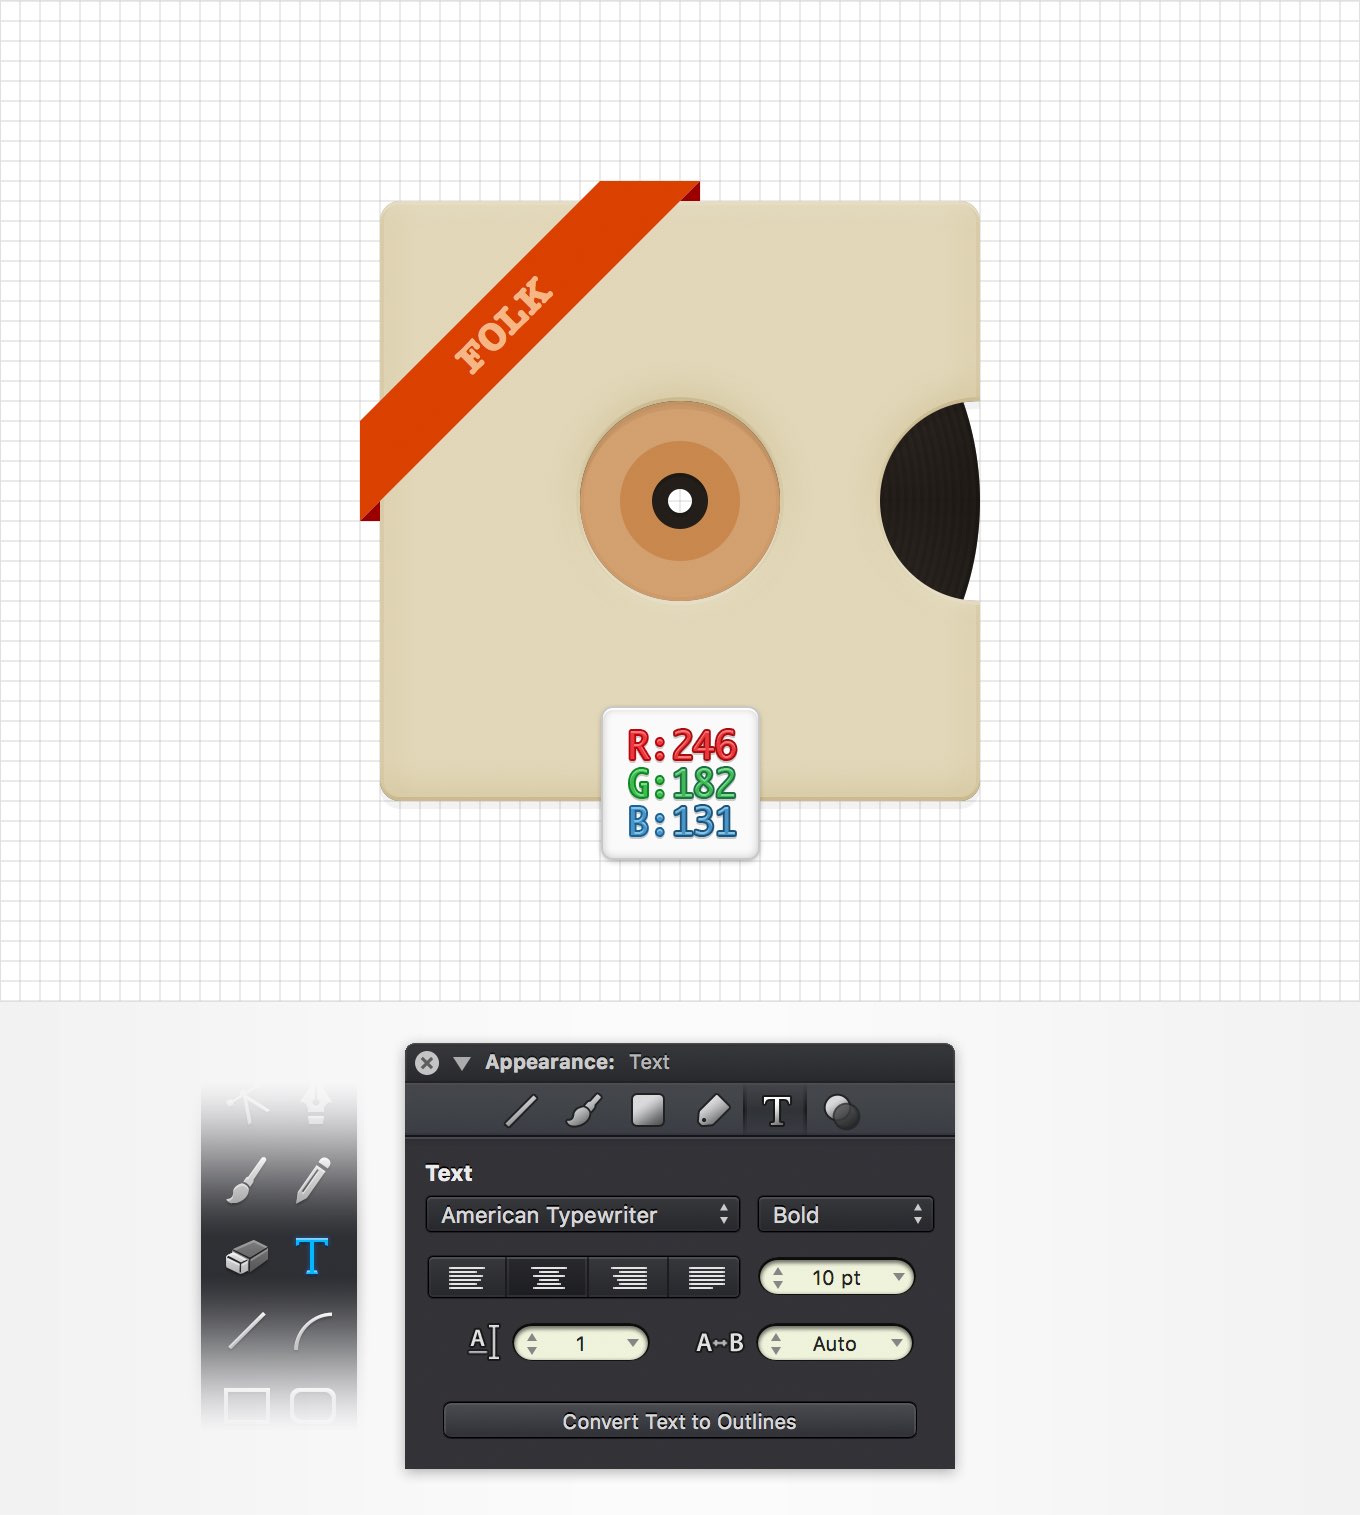 FOLK
R:246
G:182
B:131
Appearance: Text
T
Text
American Typewriter Bold
T
10 pt
A 1 A↔B Auto
Convert Text to Outlines